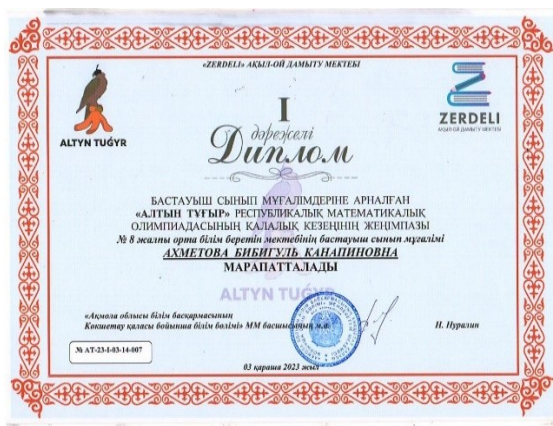 «ZERDELI» АҚЫЛ-ОЙ ДАМЫТУ МЕКТЕБІ
ALTYN TUǴYR
ZERDELI
АҚЫЛ-ОЙ ДАМЫТУ МЕКТЕБІ
I
дәрежелі
Диплом
БАСТАУЫШ СЫНЫП МҰҒАЛІМДЕРІНЕ АРНАЛҒАН
«АЛТЫН ТҰҒЫР» РЕСПУБЛИКАЛЫҚ МАТЕМАТИКАЛЫҚ
ОЛИМПИАДАСЫНЫҢ ҚАЛАЛЫҚ КЕЗЕҢІНІҢ ЖЕҢІМПАЗЫ
№ 8 жалпы орта білім беретін мектебінің бастауыш сынып мұғалімі
АХМЕТОВА БИБИГУЛЬ КАНАПИНОВНА
МАРАПАТТАЛАДЫ
ALTYN TUǴYR
«Ақмола облысы білім басқармасының
Көкшетау қаласы бойынша білім бөлімі» ММ басшысының м.а.
Н. Нуралин
№ AT-23-I-03-14-007
03 қараша 2023 жыл